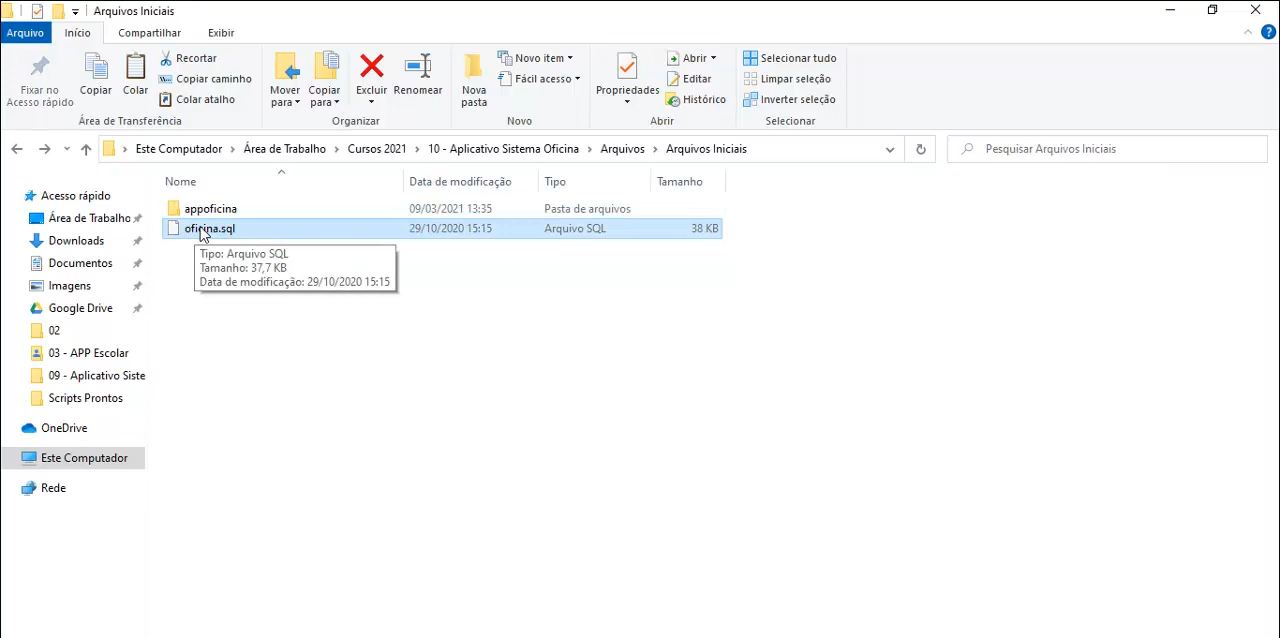 Arquivos Iniciais
Arquivo Início Compartilhar Exibir
Fixar no Acesso rápido
Copiar
Colar
Recortar
Copiar caminho
Colar atalho
Área de Transferência
Mover para
Copiar para
Excluir
Renomear
Organizar
Nova pasta
Novo item
Fácil acesso
Novo
Propriedades
Abrir
Editar
Histórico
Abrir
Selecionar tudo
Limpar seleção
Inverter seleção
Selecionar
Este Computador > Área de Trabalho > Cursos 2021 > 10 - Aplicativo Sistema Oficina > Arquivos > Arquivos Iniciais
Pesquisar Arquivos Iniciais
Acesso rápido
Área de Trabalho
Downloads
Documentos
Imagens
Google Drive
02
03 - APP Escolar
09 - Aplicativo Siste
Scripts Prontos
OneDrive
Este Computador
Rede
Nome Data de modificação Tipo Tamanho
appoficina 09/03/2021 13:35 Pasta de arquivos
oficina.sql 29/10/2020 15:15 Arquivo SQL 38 KB
Tipo: Arquivo SQL
Tamanho: 37,7 KB
Data de modificação: 29/10/2020 15:15